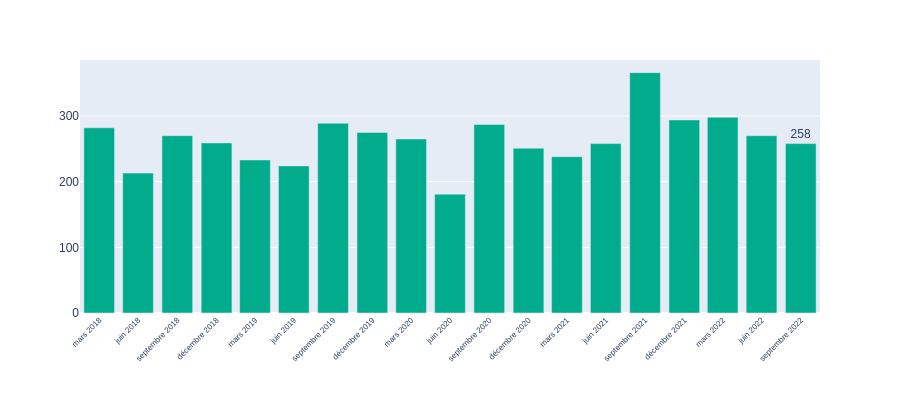 300
200
100
0
258
mars 2018
juin 2018
septembre 2018
décembre 2018
mars 2019
juin 2019
septembre 2019
décembre 2019
mars 2020
juin 2020
septembre 2020
décembre 2020
mars 2021
juin 2021
septembre 2021
décembre 2021
mars 2022
juin 2022
septembre 2022